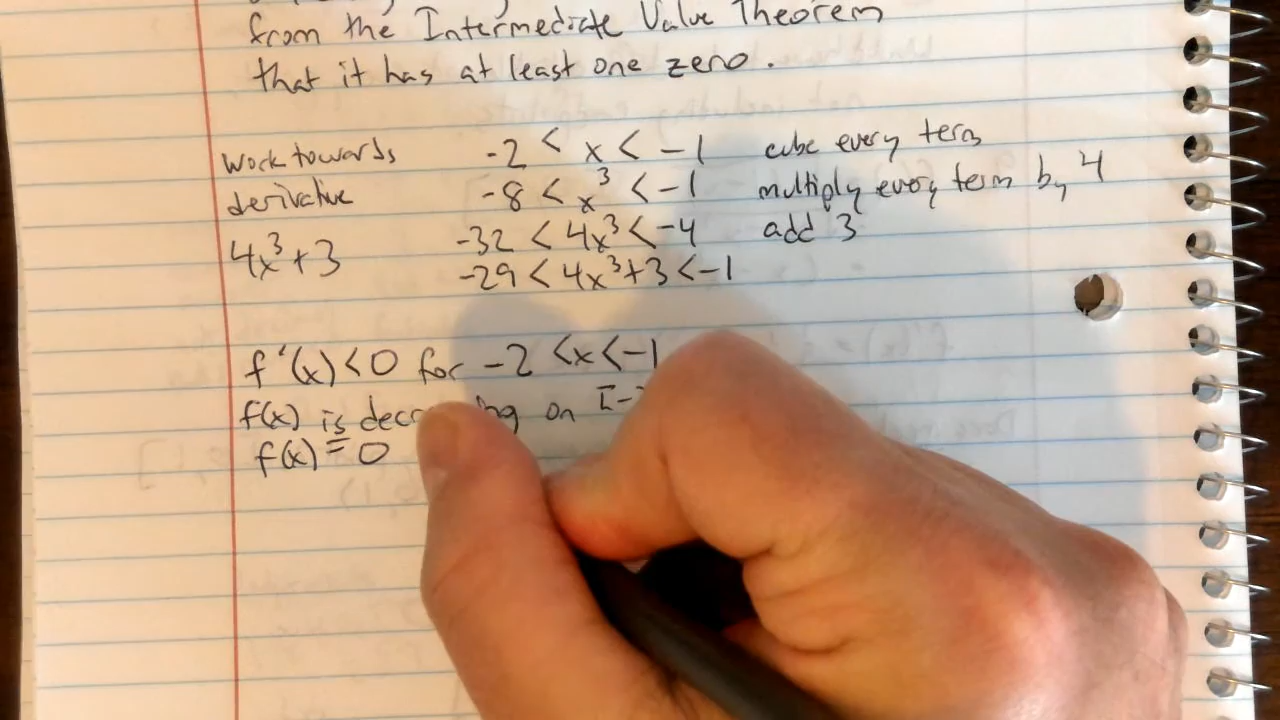 from the Intermediate Value Theorem
that it has at least one zero.
work towards -2 < x < -1 cube every term
derivative -8 < x³ < -1 multiply every term by 4
4x³+3 -32 < 4x³ < -4 add 3
-29 < 4x³+3 < -1
f'(x) < 0 for -2 < x < -1
f(x) is on [-
f(x) = 0